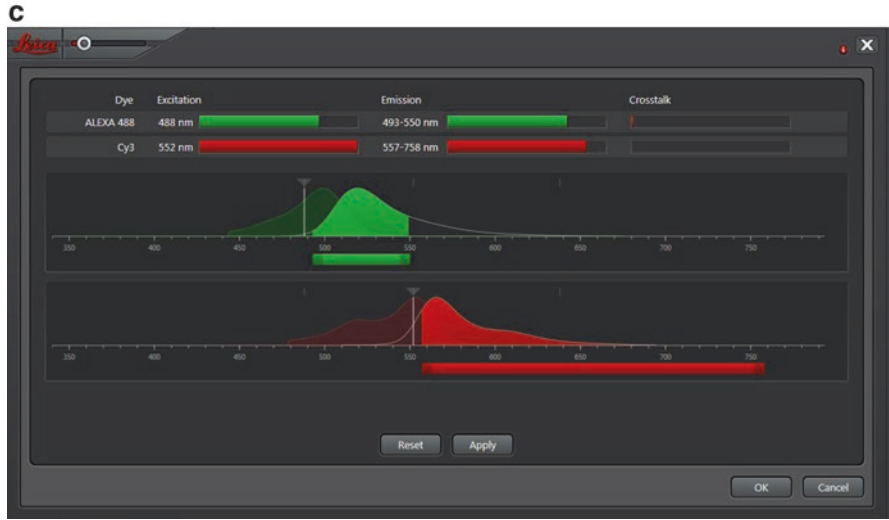 c
Leica
Dye Excitation Emission Crosstalk
ALEXA 488 488 nm 493-550 nm
Cy3 552 nm 557-758 nm
350 400 450 500 550 600 650 700 750
350 400 450 500 550 600 650 700 750
Reset Apply
OK Cancel